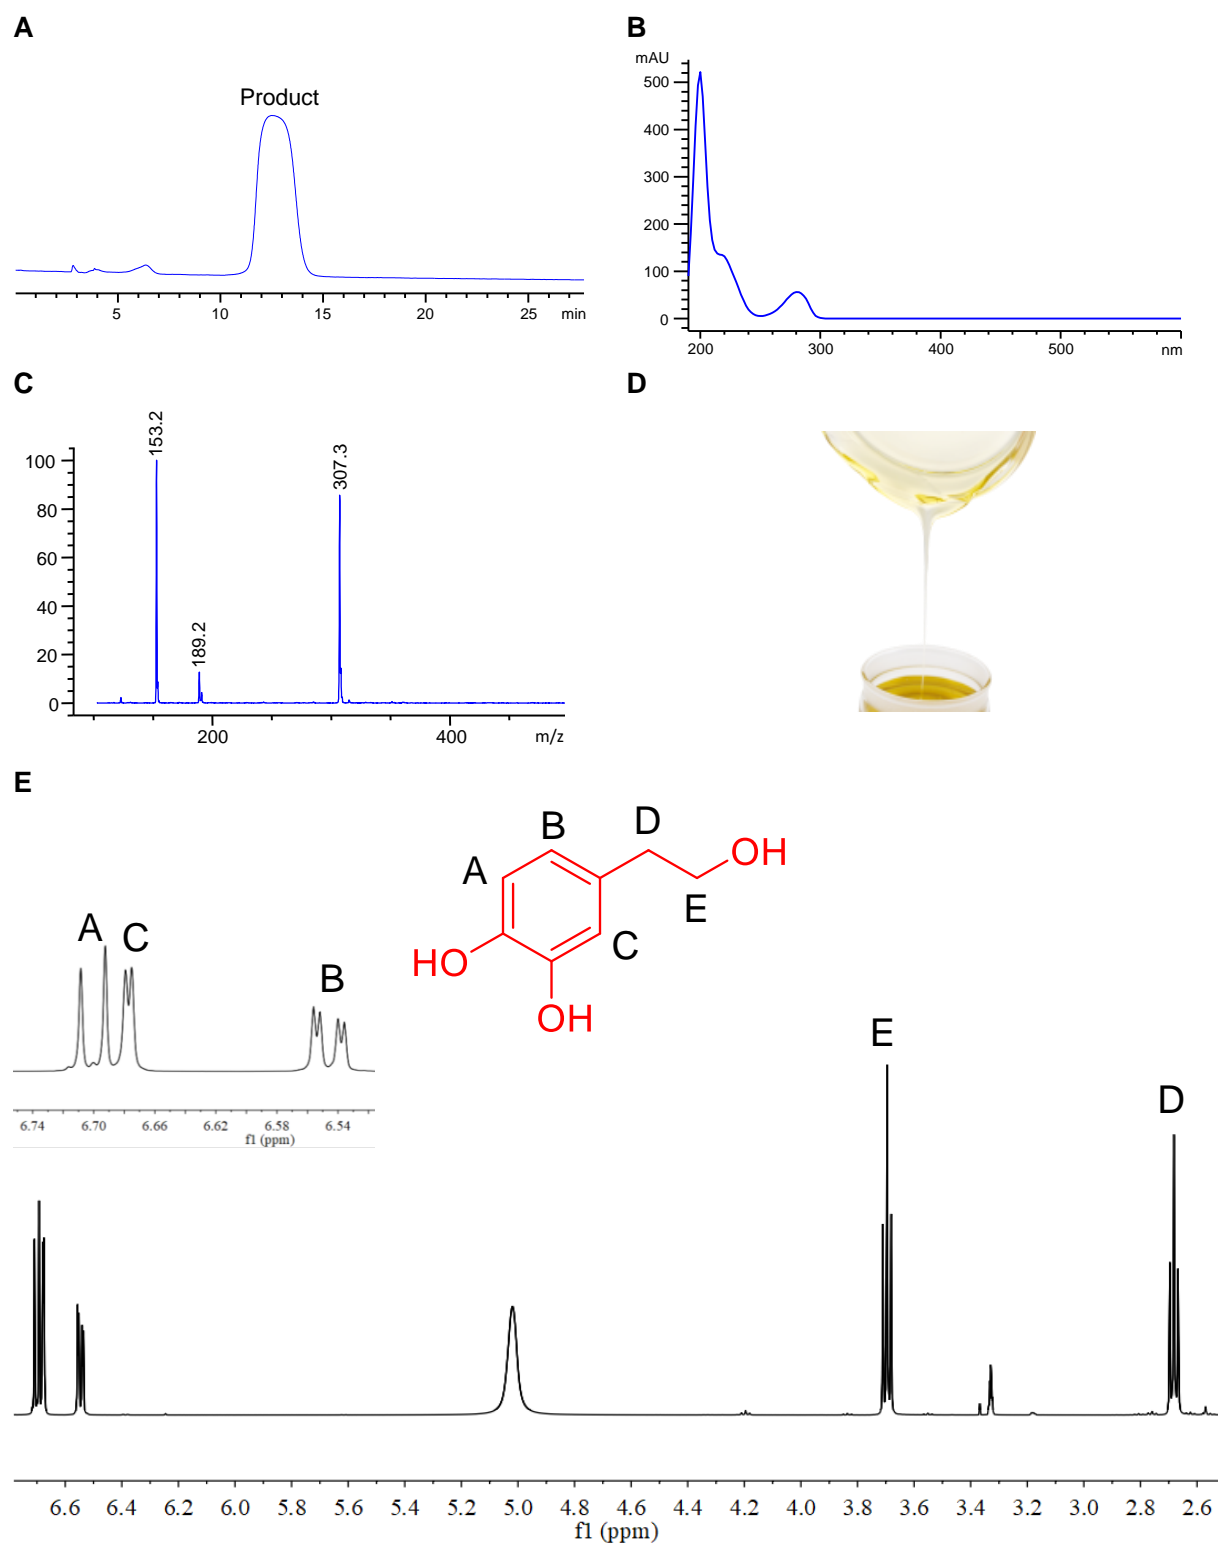 A
Product
5
10
15
20
25
min
B
mAU
500
400
300
200
100
0
200
300
400
500
nm
C
153.2
307.3
189.2
100
80
60
40
20
0
200
400
m/z
D
E
B
D
OH
A
E
C
HO
OH
A
C
B
6.74
6.70
6.66
6.62
6.58
6.54
f1 (ppm)
E
D
6.6 6.4 6.2 6.0 5.8 5.6 5.4 5.2 5.0 4.8 4.6 4.4 4.2 4.0 3.8 3.6 3.4 3.2 3.0 2.8 2.6
f1 (ppm)